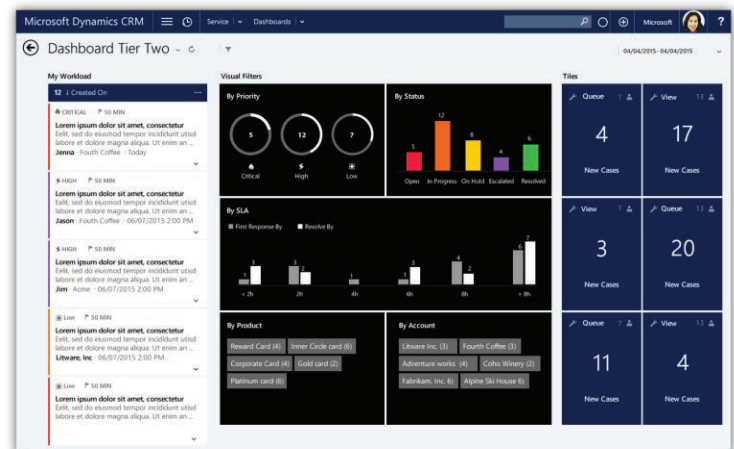 Microsoft Dynamics CRM Service Dashboards Microsoft ?
Dashboard Tier Two 04/04/2015- 04/04/2015
My Workload
12 ↓ Created On ...
CRITICAL 50 MIN
Lorem ipsum dolor sit amet, consectetur
Eelit, sed do eiusmod tempor incididunt utisd
labore et dolore magna aliqua. Ut enim an ...
Jenna · Fouth Coffee · Today
HIGH 50 MIN
Lorem ipsum dolor sit amet, consectetur
Eelit, sed do eiusmod tempor incididunt utisd
labore et dolore magna aliqua. Ut enim an ...
Jason · Fouth Coffee · 06/07/2015 2:00 PM
HIGH 50 MIN
Lorem ipsum dolor sit amet, consectetur
Eelit, sed do eiusmod tempor incididunt utisd
labore et dolore magna aliqua. Ut enim an ...
Jim · Acme · 06/07/2015 2:00 PM
Low 50 MIN
Lorem ipsum dolor sit amet, consectetur
Eelit, sed do eiusmod tempor incididunt utisd
labore et dolore magna aliqua. Ut enim an ...
Litware, Inc · 06/07/2015 2:00 PM
Low 50 MIN
Lorem ipsum dolor sit amet, consectetur
Eelit, sed do eiusmod tempor incididunt utisd
labore et dolore magna aliqua. Ut enim an ...
Visual Filters
By Priority
5 12 7
Critical High Low
By Status
5 12 8 4 6
Open In Progress On Hold Escalated Resolved
By SLA
First Response By Resolve By
1 3 3 2 1 1 3 4 2 6 7
< 2h 2h 4h 6h 8h > 8h
By Product
Reward Card (4) Inner Circle card (6)
Corporate Card (4) Gold card (2)
Platinum card (6)
By Account
Litware Inc. (3) Fourth Coffee (3)
Adventure works (4) Coho Winery (2)
Fabrikam, Inc. 6) Alpine Ski House 6)
Tiles
Queue 7 View 13
4 17
New Cases New Cases
View 7 Queue 13
3 20
New Cases New Cases
Queue 7 View 13
11 4
New Cases New Cases